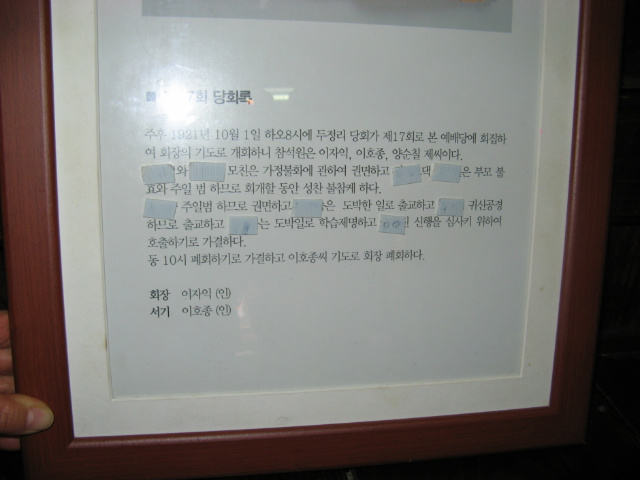 17회 당회록
주후 1921년 10월 1일 하오8시에 두정리 당회가 제17회로 본 예배당에 회집하
여 회장의 기도로 개회하니 참석원은 이자익, 이호종, 양순칠 제씨이다.
와 모친은 가정불화에 관하여 권면하고 댁 은 부모 불
효와 주일 범 하므로 회개할 동안 성찬 불참케 하다.
주일범 하므로 권면하고 은 도박한 일로 출교하고 귀신공경
하므로 출교하고 는 도박일로 학습제명하고 신행을 심사키 위하여
호출하기로 가결하다.
동 10시 폐회하기로 가결하고 이호종씨 기도로 회장 폐회하다.
회장 이자익 (인)
서기 이호종 (인)